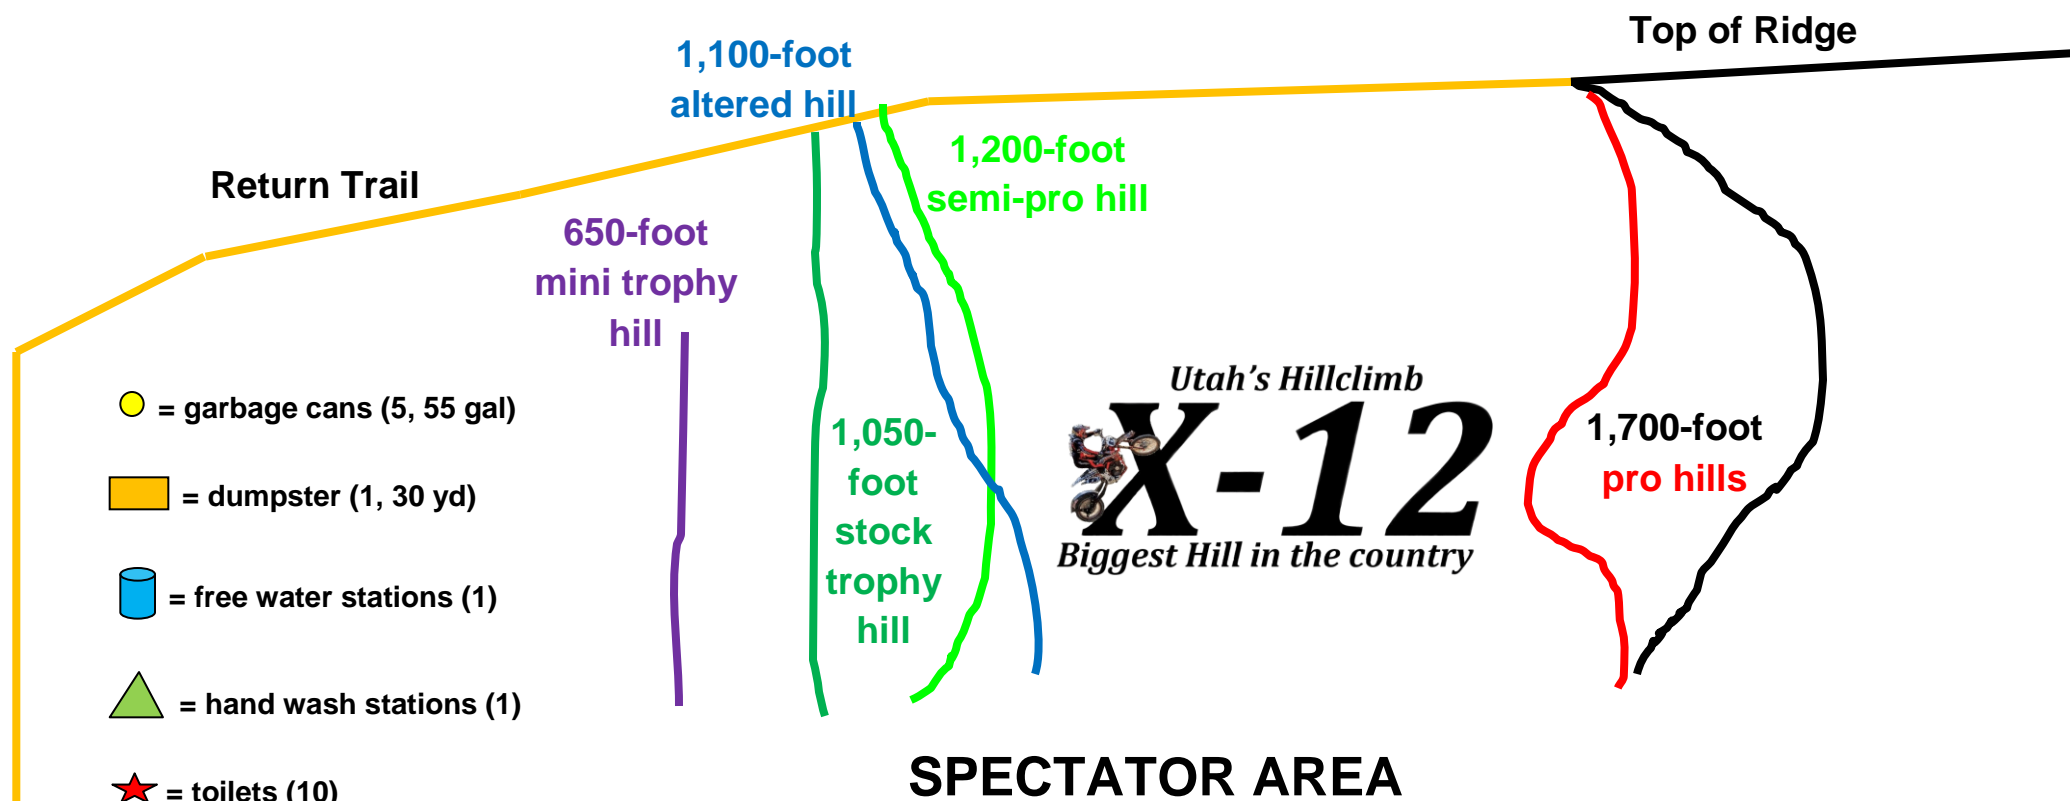 Top of Ridge
1,100-foot
altered hill
1,200-foot
semi-pro hill
Return Trail
650-foot
mini trophy
hill
= garbage cans (5, 55 gal)
= dumpster (1, 30 yd)
= free water stations (1)
= hand wash stations (1)
= toilets (10)
1,050-
foot
stock
trophy
hill
Utah's Hillclimb
X-12
Biggest Hill in the country
1,700-foot
pro hills
SPECTATOR AREA